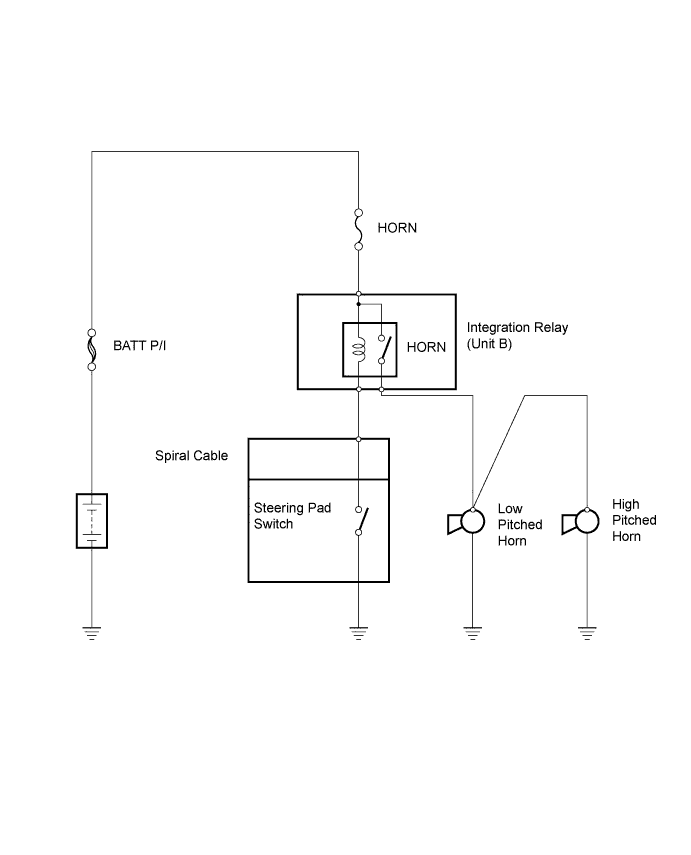 HORN
Integration Relay
(Unit B)
BATT P/I
HORN
Spiral Cable
Steering Pad
Switch
Low
Pitched
Horn
High
Pitched
Horn